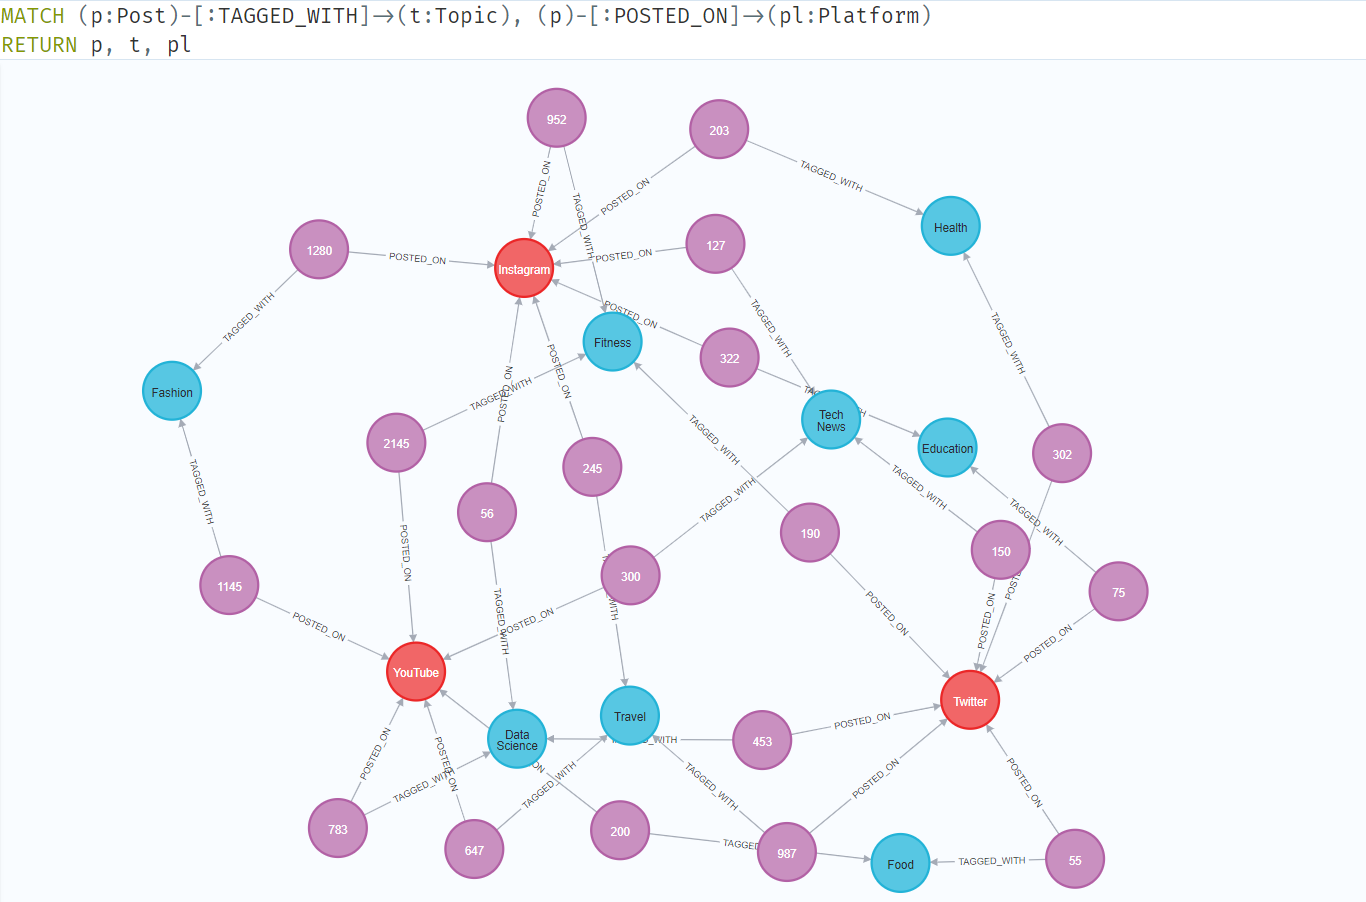 MATCH (p:Post)-[:TAGGED_WITH]->(t:Topic), (p)-[:POSTED_ON]->(pl:Platform)
RETURN p, t, pl
952
203
POSTED_ON
TAGGED_WITH
POSTED_ON
TAGGED_WITH
Health
1280
POSTED_ON
127
POSTED_ON
Instagram
TAGGED_WITH
POSTED_ON
TAGGED_WITH
Fitness
322
TAGGED_WITH
POSTED_ON
Fashion
TAGGED_WITH
POSTED_ON
Tech
News
2145
TAGGED_WITH
Education
302
245
TAGGED_WITH
TAGGED_WITH
TAGGED_WITH
56
TAGGED_WITH
190
150
POSTED_ON
300
1145
75
POSTED_ON
TAGGED_WITH
POSTED_ON
POSTED_ON
POSTED_ON
POSTED_ON
YouTube
Twitter
Travel
453
POSTED_ON
Data
Science
POSTED_ON
POSTED_ON
TAGGED_WITH
TAGGED_WITH
TAGGED_WITH
POSTED_ON
POSTED_ON
783
200
647
987
Food
TAGGED_WITH
55